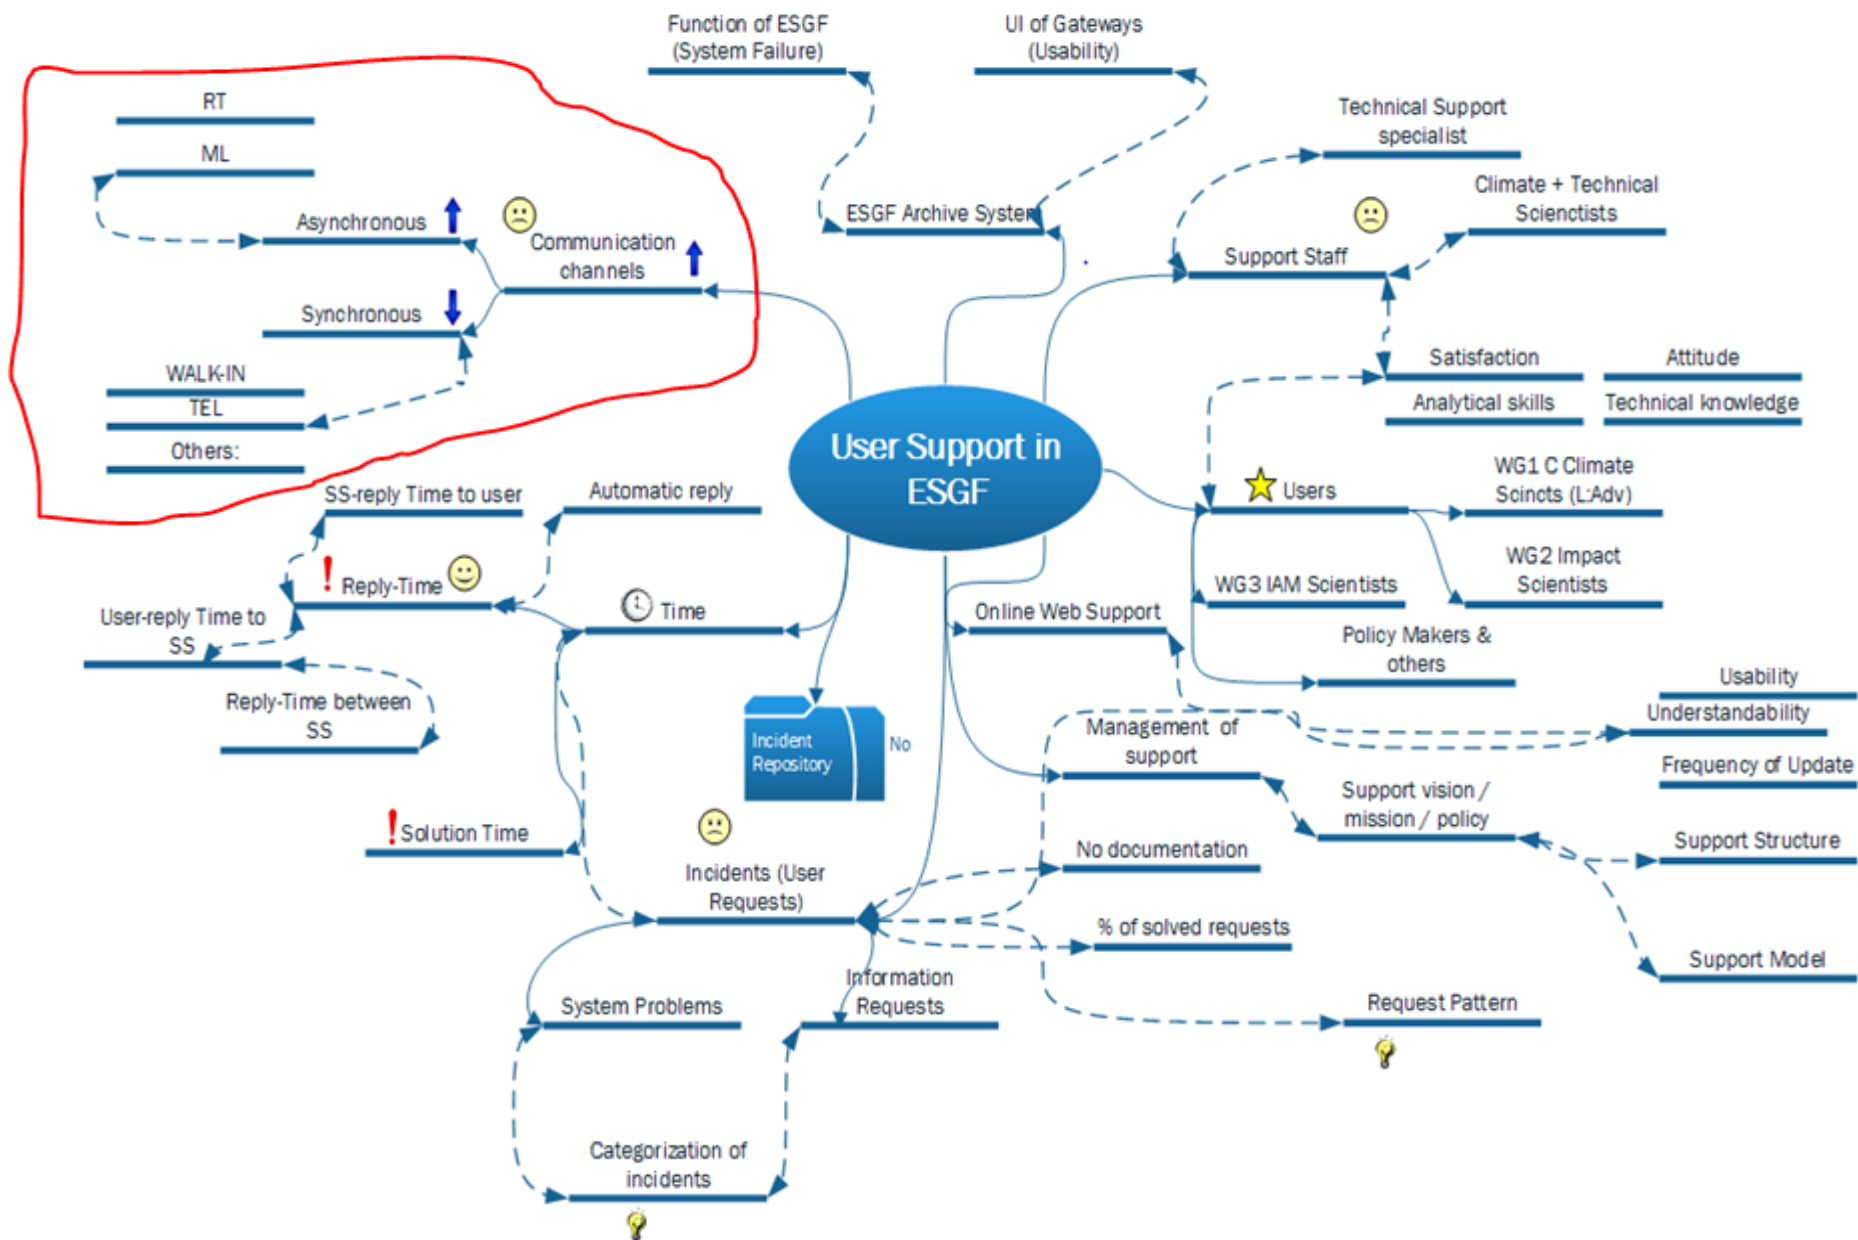 Function of ESGF
(System Failure)
UI of Gateways
(Usability)
RT
ML
Asynchronous
Communication
channels
Synchronous
WALK-IN
TEL
Others:
ESGF Archive System
Technical Support
specialist
Climate + Technical
Scienctists
Support Staff
Satisfaction
Attitude
Analytical skills
Technical knowledge
User Support in
ESGF
Users
WG1 C Climate
Scincts (L:Adv)
WG2 Impact
Scientists
WG3 IAM Scientists
Policy Makers &
others
SS-reply Time to user
Automatic reply
Reply-Time
Time
User-reply Time to
SS
Reply-Time between
SS
Solution Time
Incident
Repository
No
Online Web Support
Usability
Understandability
Frequency of Update
Management of
support
Support vision /
mission / policy
Support Structure
Support Model
Incidents (User
Requests)
No documentation
% of solved requests
Request Pattern
System Problems
Information
Requests
Categorization of
incidents